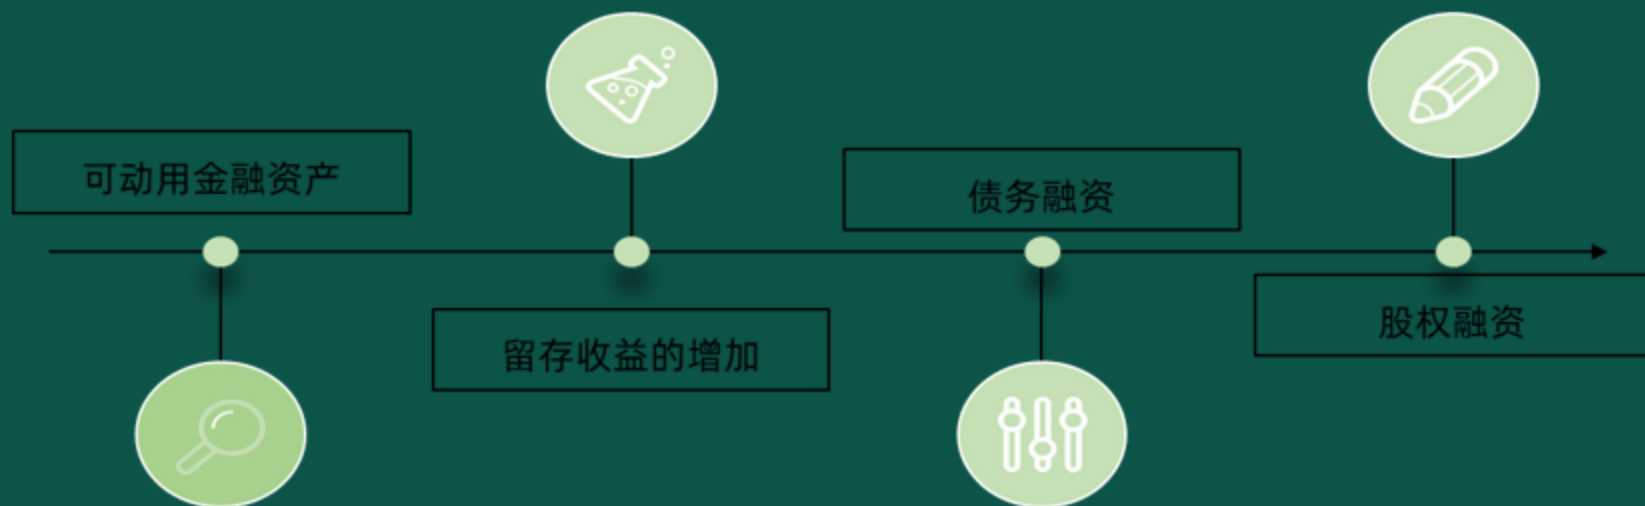 可动用金融资产
留存收益的增加
债务融资
股权融资